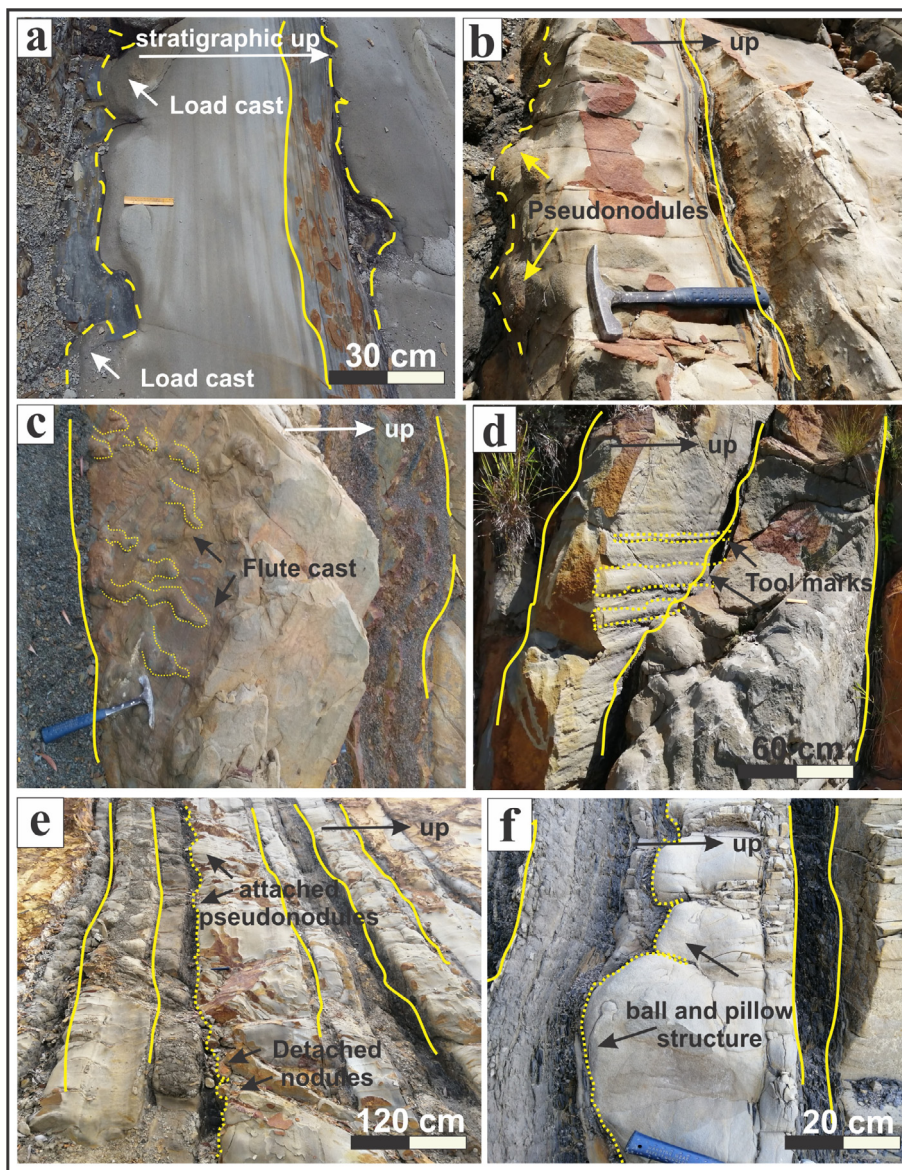 a
stratigraphic up
Load cast
Load cast
30 cm
b
up
Pseudonodules
c
up
Flute cast
d
up
Tool marks
60 cm
e
up
attached
pseudonodules
Detached
nodules
120 cm
f
up
ball and pillow
structure
20 cm